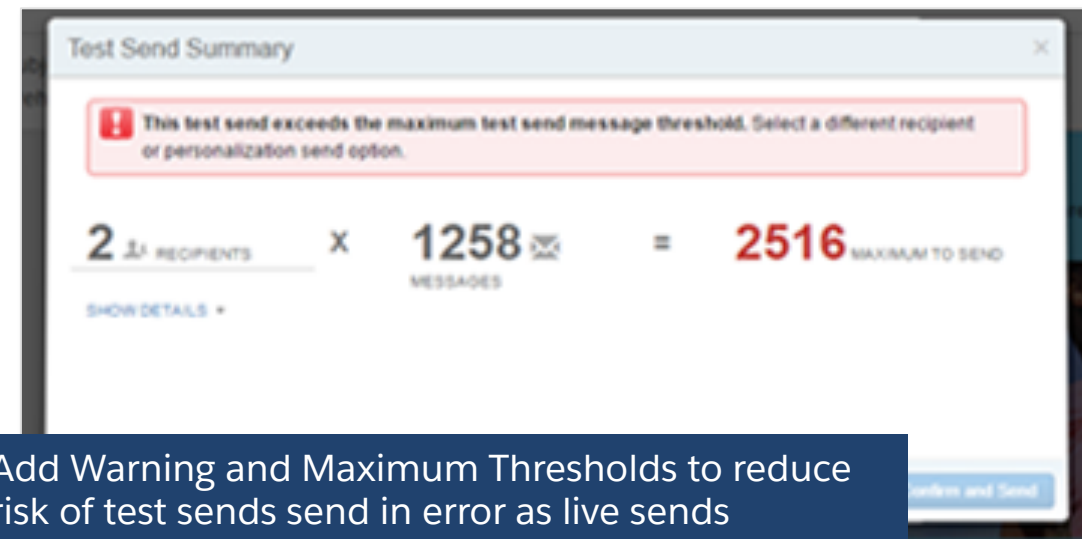 Test Send Summary
This test send exceeds the maximum test send message threshold. Select a different recipient
or personalization send option.
2 RECIPIENTS X 1258 = 2516 MAXIMUM TO SEND
MESSAGES
SHOW DETAILS
Add Warning and Maximum Thresholds to reduce
risk of test sends send in error as live sends
Confirm and Send